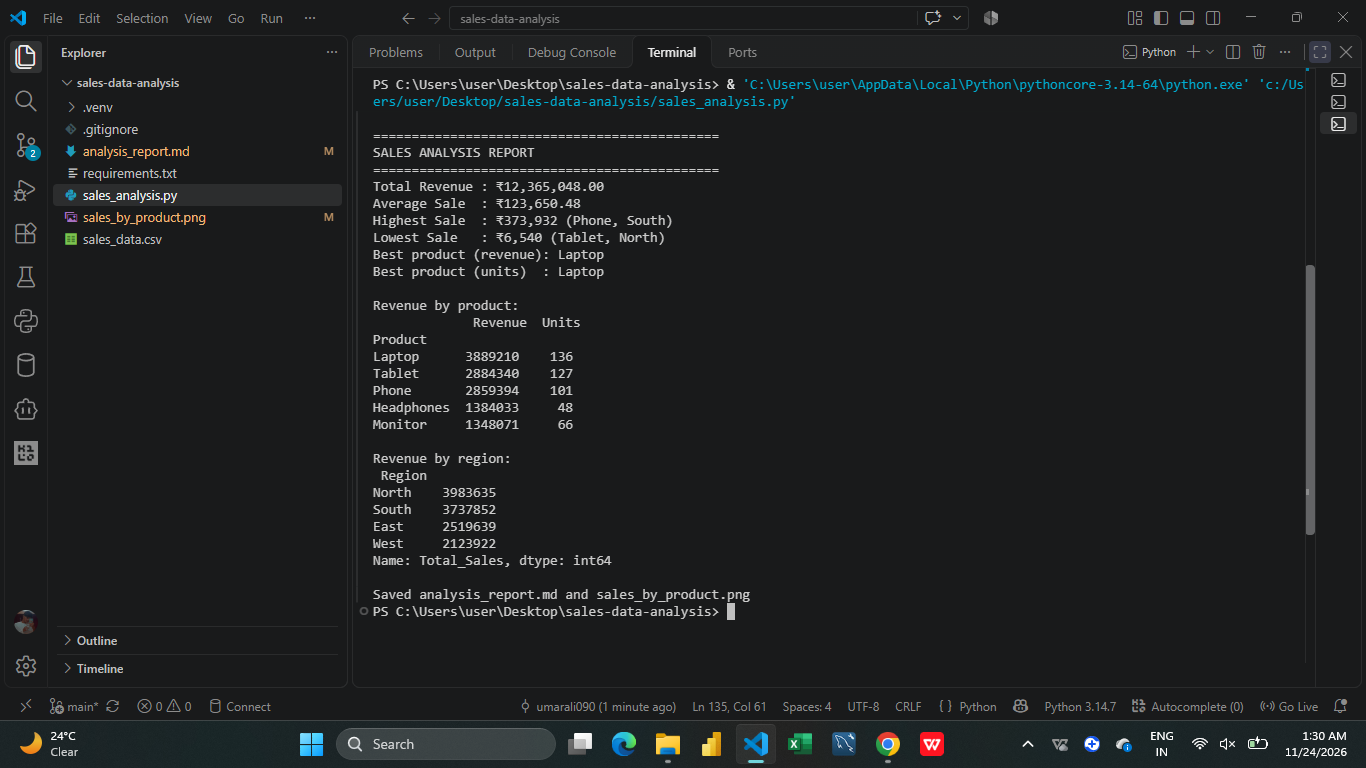 File Edit Selection View Go Run ···
sales-data-analysis
Explorer
sales-data-analysis
.venv
.gitignore
analysis_report.md M
requirements.txt
sales_analysis.py
sales_by_product.png M
sales_data.csv
2
Outline
Timeline
Problems Output Debug Console Terminal Ports
Python
PS C:\Users\user\Desktop\sales-data-analysis> & 'C:\Users\user\AppData\Local\Python\pythoncore-3.14-64\python.exe' 'c:/Us
ers/user/Desktop/sales-data-analysis/sales_analysis.py'
=============================================
SALES ANALYSIS REPORT
=============================================
Total Revenue : ₹12,365,048.00
Average Sale  : ₹123,650.48
Highest Sale  : ₹373,932 (Phone, South)
Lowest Sale   : ₹6,540 (Tablet, North)
Best product (revenue): Laptop
Best product (units)  : Laptop
Revenue by product:
Revenue  Units
Product
Laptop      3889210    136
Tablet      2884340    127
Phone       2859394    101
Headphones  1384033     48
Monitor     1348071     66
Revenue by region:
Region
North    3983635
South    3737852
East     2519639
West     2123922
Name: Total_Sales, dtype: int64
Saved analysis_report.md and sales_by_product.png
PS C:\Users\user\Desktop\sales-data-analysis>
main* 0 0 Connect umarali090 (1 minute ago) Ln 135, Col 61 Spaces: 4 UTF-8 CRLF { } Python Python 3.14.7 Autocomplete (0) Go Live
24°C
Clear
Search
ENG
IN
1:30 AM
11/24/2026